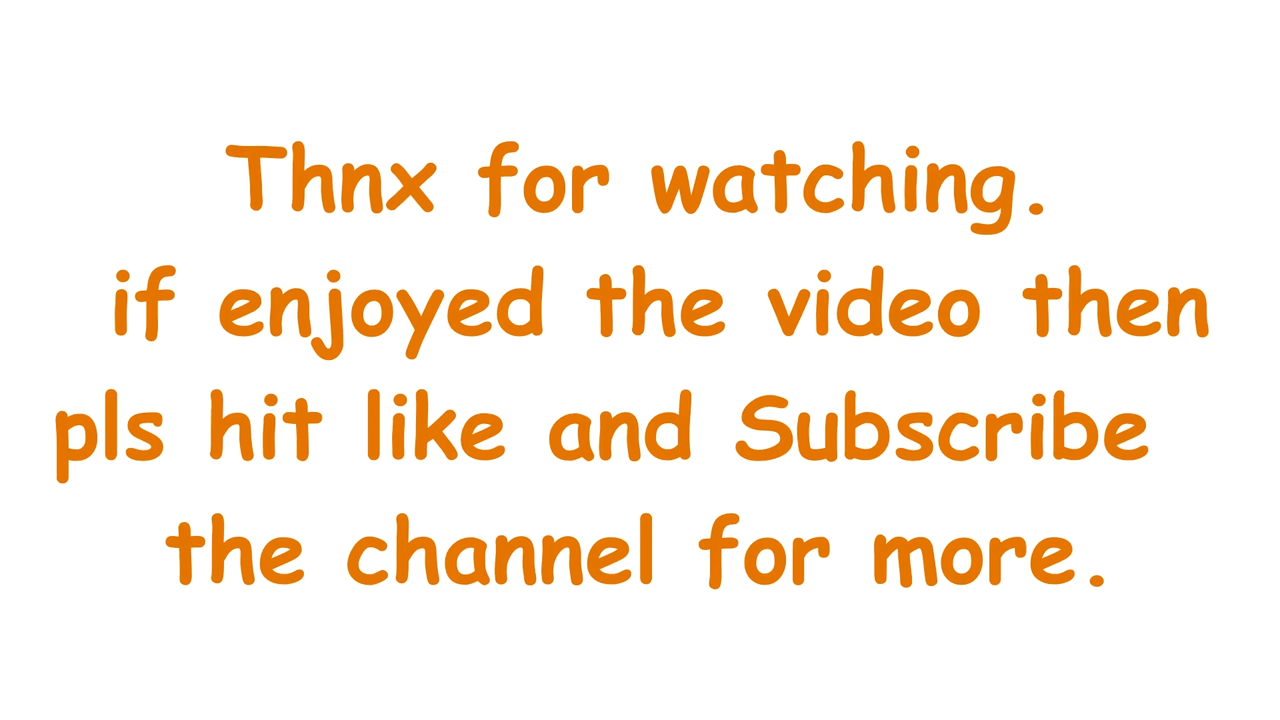 Thnx for watching.
if enjoyed the video then
pls hit like and Subscribe
the channel for more.